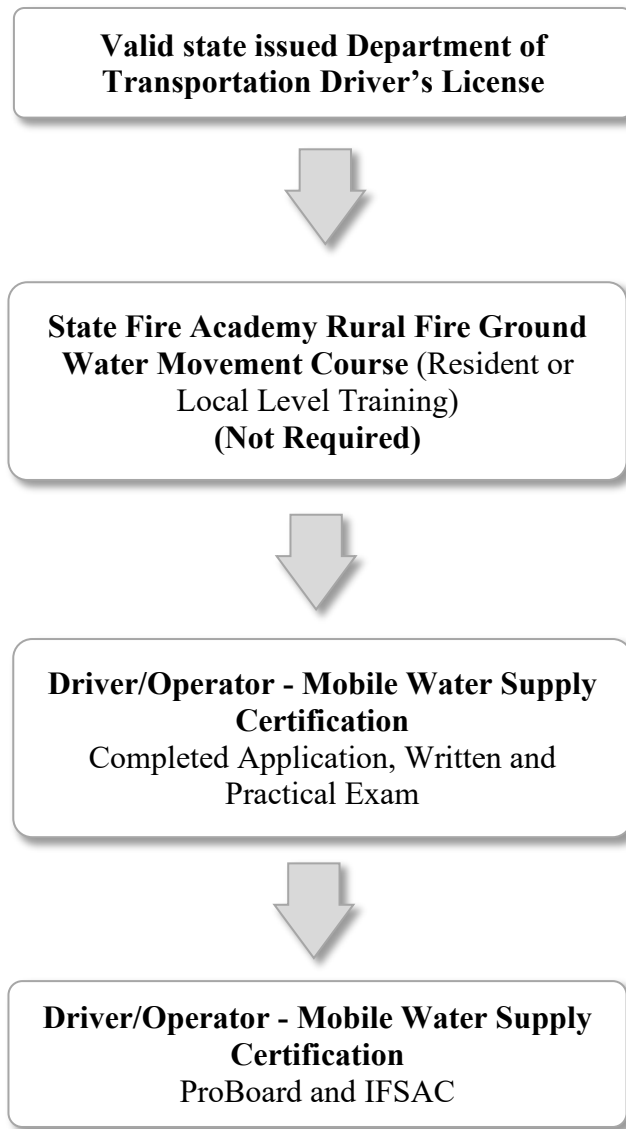 Valid state issued Department of
Transportation Driver’s License
State Fire Academy Rural Fire Ground
Water Movement Course (Resident or
Local Level Training)
(Not Required)
Driver/Operator - Mobile Water Supply
Certification
Completed Application, Written and
Practical Exam
Driver/Operator - Mobile Water Supply
Certification
ProBoard and IFSAC